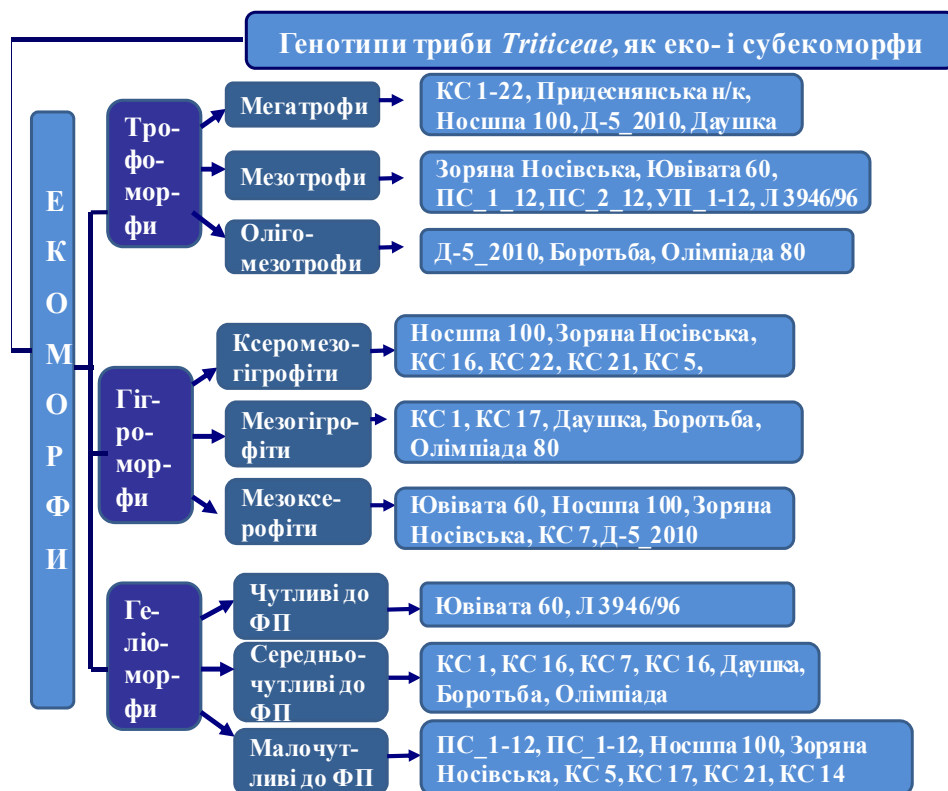 Генотипи триби Triticeae, як еко- і субекоморфи
ЕКОМОРФИ
Тро-
фо-
мор-
фи
Мегатрофи
КС 1-22, Придеснянська н/к,
Носшпа 100, Д-5_2010, Даушка
Мезотрофи
Зоряна Носівська, Ювівата 60,
ПС_1_12, ПС_2_12, УП_1-12, Л 3946/96
Оліго-
мезотрофи
Д-5_2010, Боротьба, Олімпіада 80
Гіг-
ро-
мор-
фи
Ксеромезо-
гігрофіти
Носшпа 100, Зоряна Носівська,
КС 16, КС 22, КС 21, КС 5,
Мезогігро-
фіти
КС 1, КС 17, Даушка, Боротьба,
Олімпіада 80
Мезоксе-
рофіти
Ювівата 60, Носшпа 100, Зоряна
Носівська, КС 7, Д-5_2010
Ге-
ліо-
мор-
фи
Чутливі до
ФП
Ювівата 60, Л 3946/96
Середньо-
чутливі до
ФП
КС 1, КС 16, КС 7, КС 16, Даушка,
Боротьба, Олімпіада
Малочут-
ливі до ФП
ПС_1-12, ПС_1-12, Носшпа 100, Зоряна
Носівська, КС 5, КС 17, КС 21, КС 14